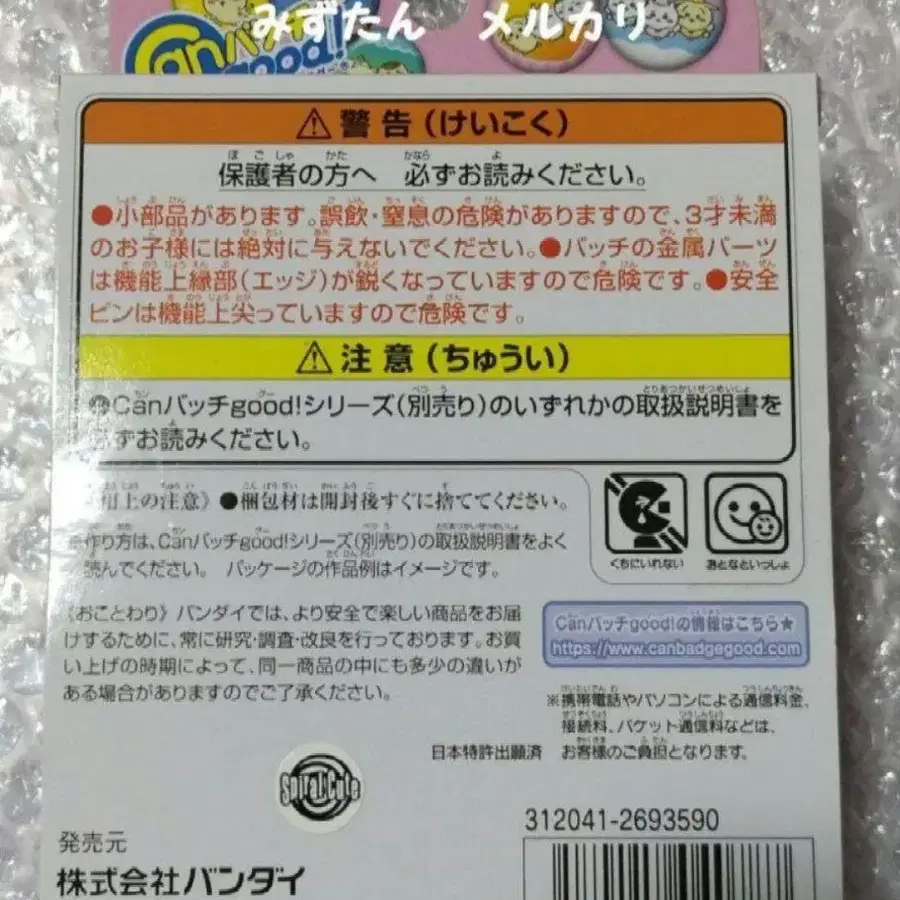 みずたん　メルカリ
Canバッチgood!
⚠警告(けいこく)
保護者の方へ　必ずお読みください。
●小部品があります。誤飲・窒息の危険がありますので、3才未満
のお子様には絶対に与えないでください。●バッチの金属パーツ
は機能上縁部(エッジ)が鋭くなっていますので危険です。●安全
ピンは機能上尖っていますので危険です。
⚠注意(ちゅうい)
Canバッチgood!シリーズ(別売り)のいずれかの取扱説明書を
必ずお読みください。
用上の注意》●梱包材は開封後すぐに捨ててください。
作り方は、Canバッチgood!シリーズ(別売り)の取扱説明書をよく
読んでください。　パッケージの作品例はイメージです。
くちにいれない
おとなといっしょ
《おことわり》バンダイでは、より安全で楽しい商品をお届
けするために、常に研究・調査・改良を行っております。お買
い上げの時期によって、同一商品の中にも多少の違いが
ある場合がありますのでご了承ください。
Canバッチgood!の情報はこちら★
https://www.canbadgegood.com
※携帯電話やパソコンによる通信料金、
接続料、パケット通信料などは、
お客様のご負担となります。
日本特許出願済
Spiral Cute
312041-2693590
発売元
株式会社バンダイ